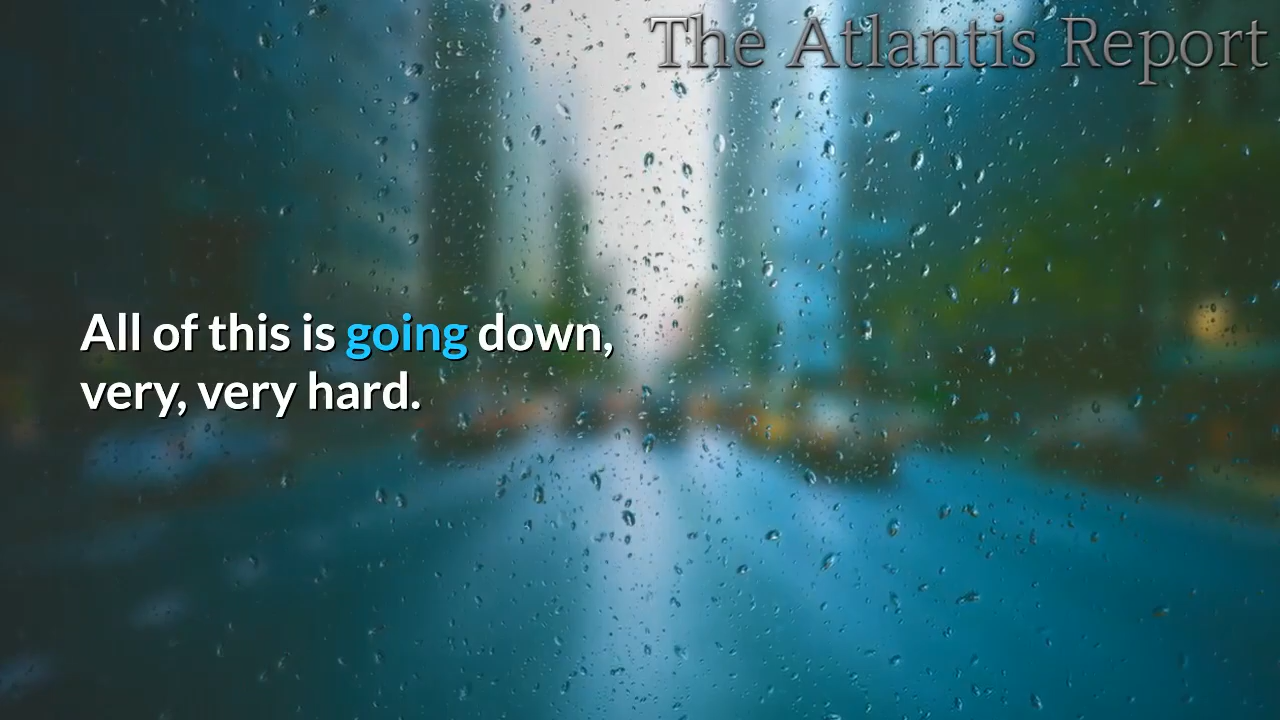 The Atlantis Report
All of this is going down,
very, very hard.